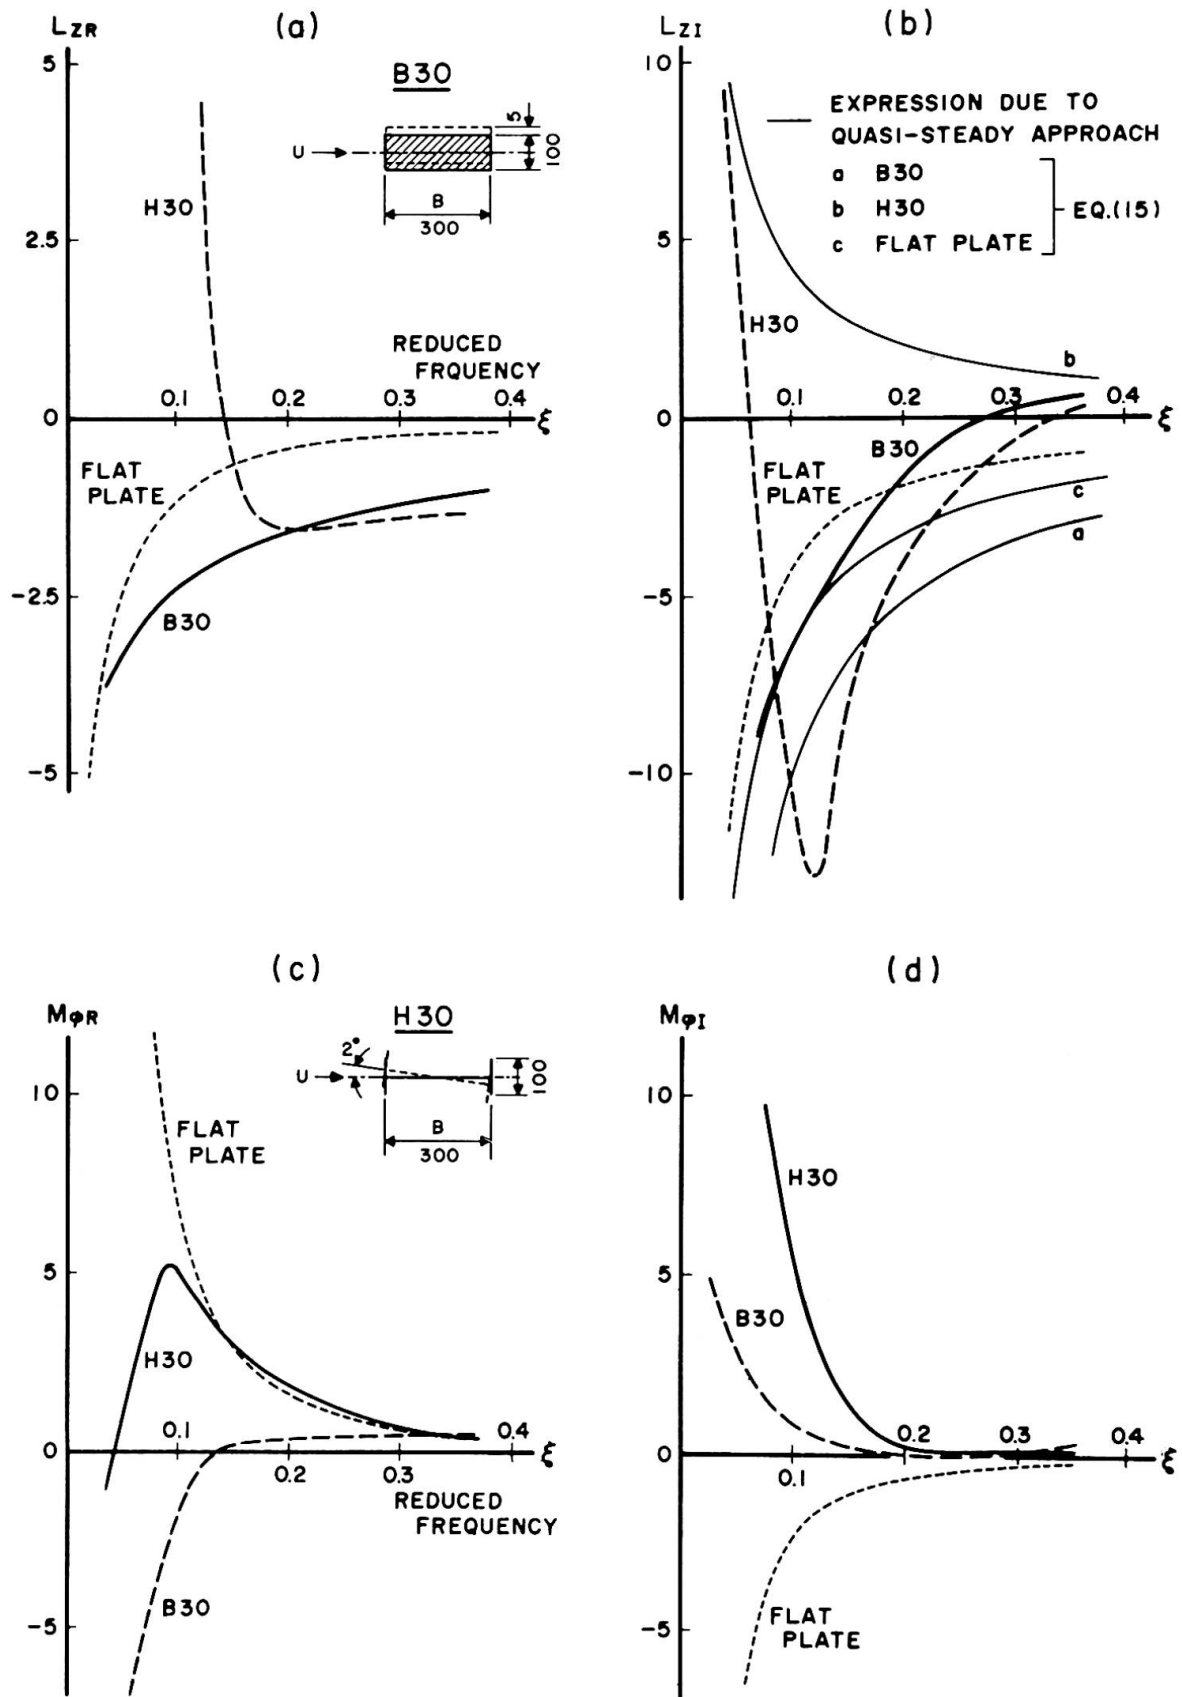 (a)
LZR
5
2.5
0
-2.5
-5
B30
U
5
100
B
300
H30
REDUCED
FRQUENCY
0.1
0.2
0.3
0.4
ξ
FLAT
PLATE
B30
(b)
LZI
10
5
0
-5
-10
EXPRESSION DUE TO
QUASI-STEADY APPROACH
a B30
b H30
c FLAT PLATE
EQ.(15)
H30
b
0.1
0.2
0.3
0.4
ξ
B30
FLAT
PLATE
c
a
(c)
MφR
10
5
0
-5
H30
2°
U
100
B
300
FLAT
PLATE
H30
0.1
0.2
0.3
0.4
ξ
REDUCED
FREQUENCY
B30
(d)
MφI
10
5
0
-5
H30
B30
0.1
0.2
0.3
0.4
ξ
FLAT
PLATE